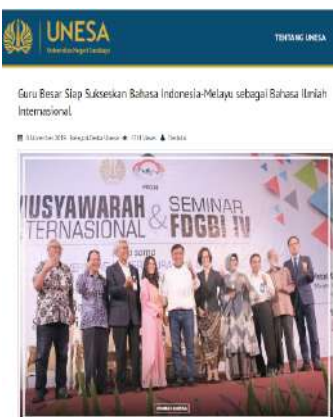 UNESA
Universitas Negeri Surabaya
TENTANG UNESA
Guru Besar Siap Sukseskan Bahasa Indonesia-Melayu sebagai Bahasa Ilmiah
Internasional
2019
MUSYAWARAH
INTERNASIONAL
&
SEMINAR
FDGBI IV